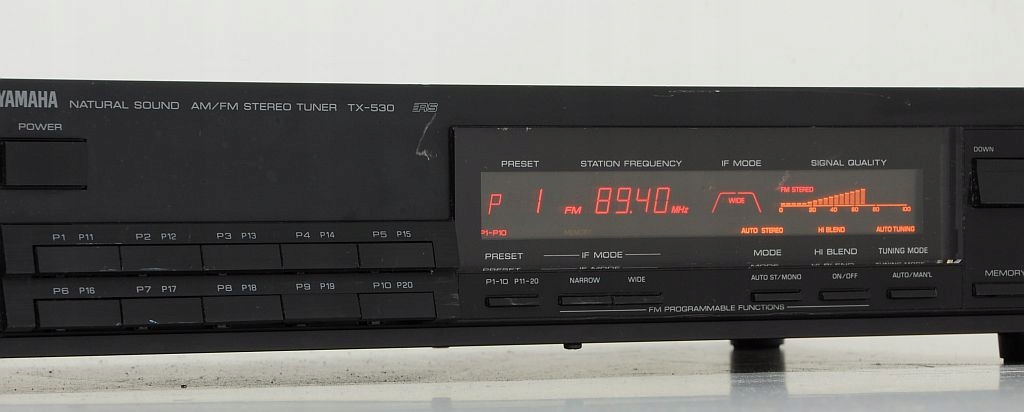 YAMAHA NATURAL SOUND AM/FM STEREO TUNER TX-530 RS
POWER
DOWN
PRESET STATION FREQUENCY IF MODE SIGNAL QUALITY
FM STEREO
P 1 FM 89.40 MHz WIDE
0 20 40 60 80 100
P1-P10 MEMORY AUTO STEREO HI BLEND AUTO TUNING
P1 P11 P2 P12 P3 P13 P4 P14 P5 P15
PRESET IF MODE MODE HI BLEND TUNING MODE
P1-10 P11-20 NARROW WIDE AUTO ST/MONO ON/OFF AUTO/MAN'L
MEMORY
P6 P16 P7 P17 P8 P18 P9 P19 P10 P20
FM PROGRAMMABLE FUNCTIONS